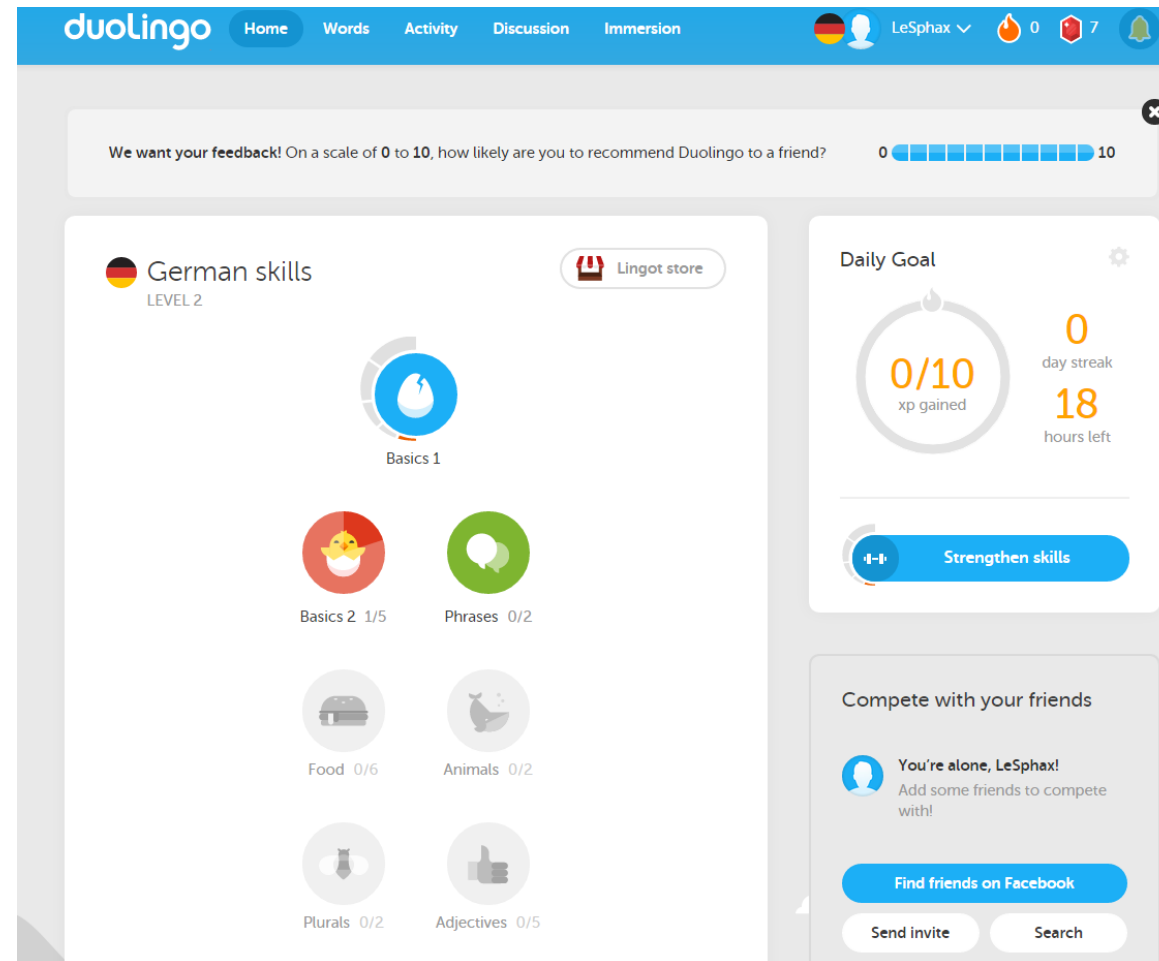 duolingo Home Words Activity Discussion Immersion LeSphax 0 7
We want your feedback! On a scale of 0 to 10, how likely are you to recommend Duolingo to a friend? 0 10
German skills
LEVEL 2
Lingot store
Basics 1
Basics 2 1/5 Phrases 0/2
Food 0/6 Animals 0/2
Plurals 0/2 Adjectives 0/5
Daily Goal
0/10
xp gained
0
day streak
18
hours left
Strengthen skills
Compete with your friends
You're alone, LeSphax!
Add some friends to compete
with!
Find friends on Facebook
Send invite Search